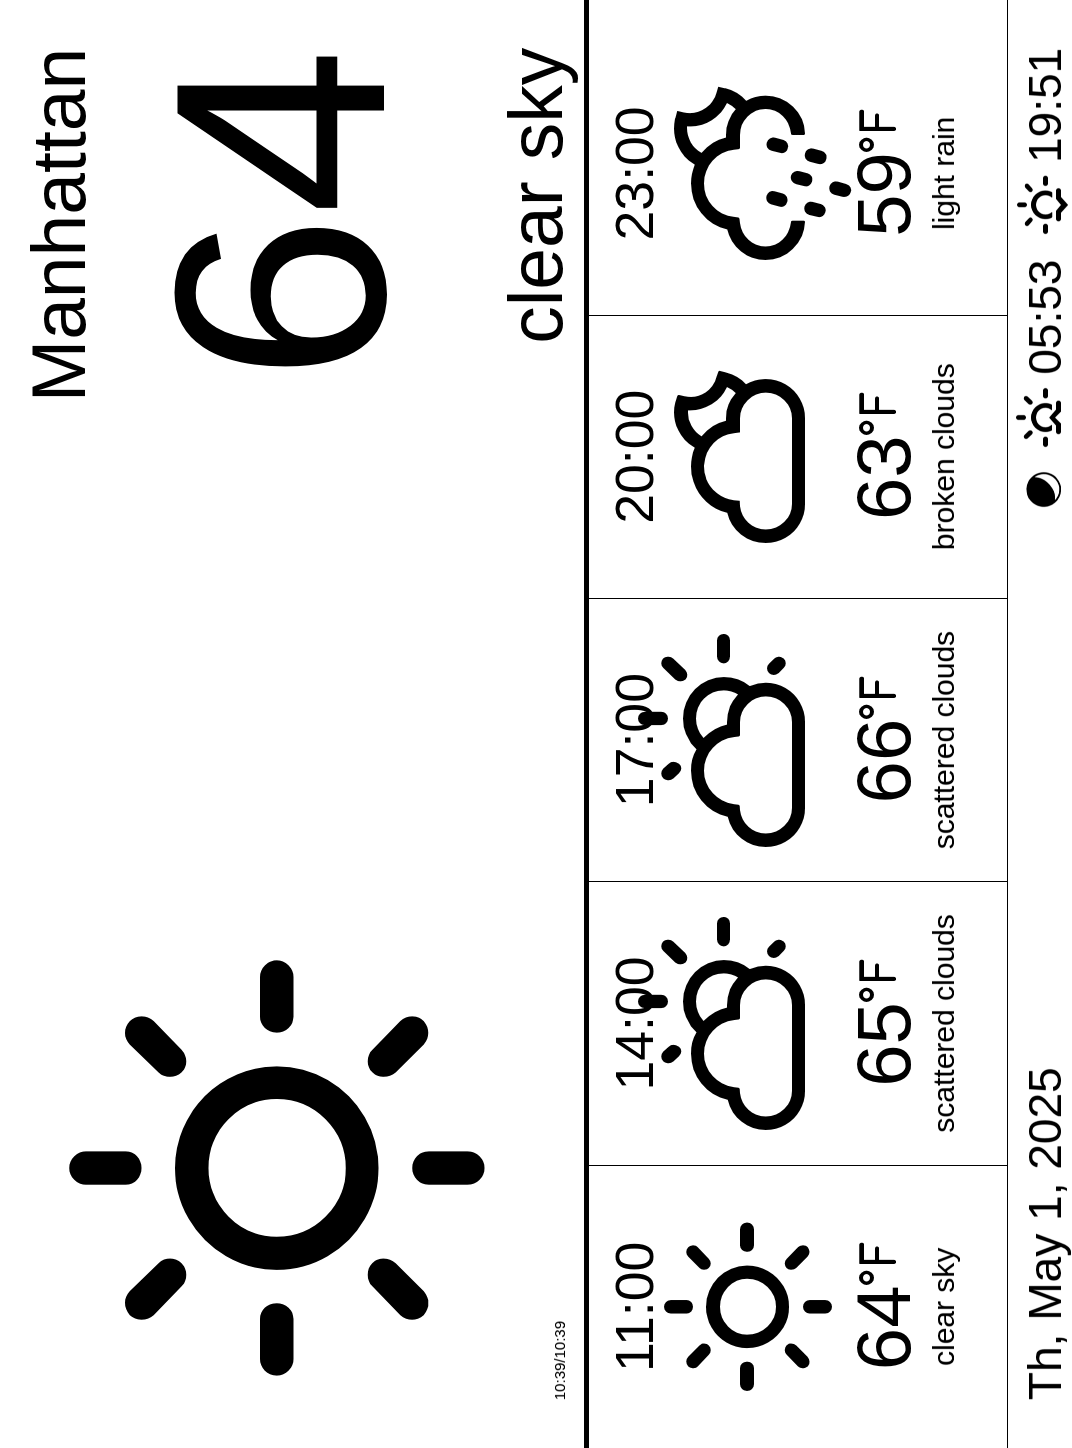 Manhattan
64
clear sky
10:39/10:39
11:00
64°F
clear sky
14:00
65°F
scattered clouds
17:00
66°F
scattered clouds
20:00
63°F
broken clouds
23:00
59°F
light rain
Th, May 1, 2025
05:53
19:51